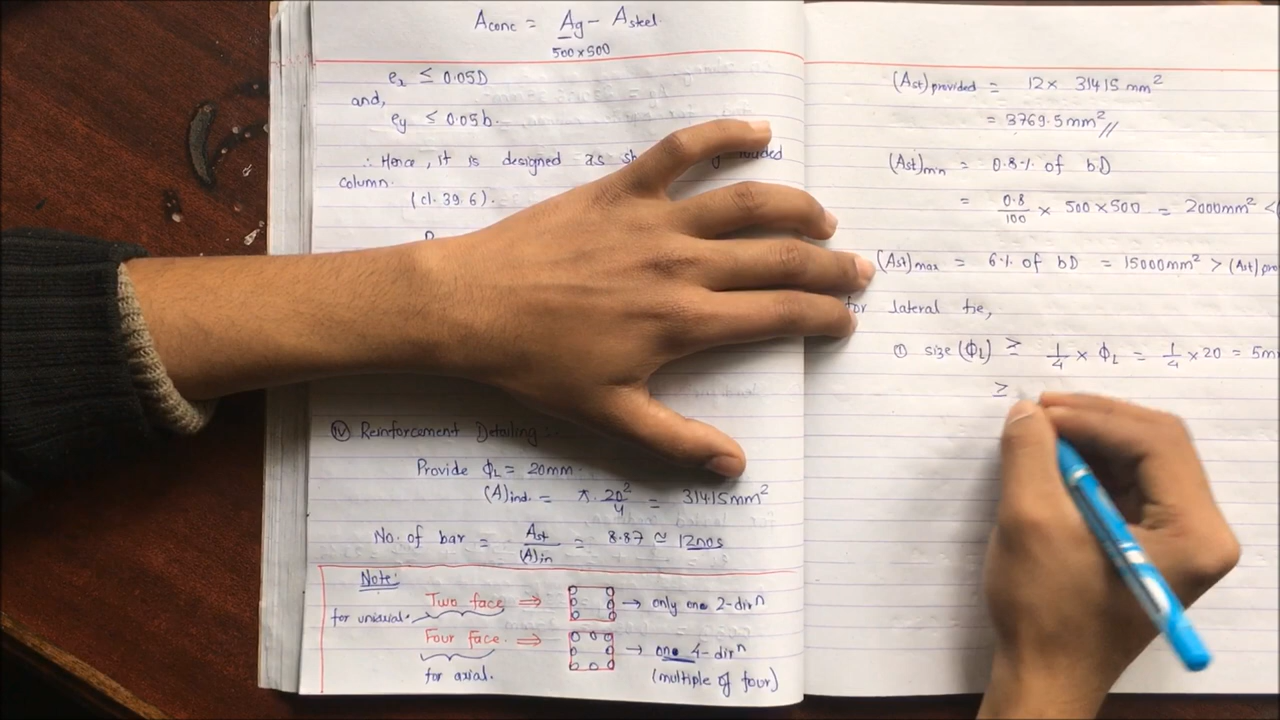 Aconc = Ag - Asteel
500×500
ex ≤ 0.05D
and,
ey ≤ 0.05b.
∴ Hence, it is designed as
column.
(cl. 39.6).
(iv) Reinforcement Detailing:-
Provide ϕL = 20mm.
(A)ind. = π. 20²/4 = 31415mm²
No. of bar = Ast/(A)in = 8.87 ≃ 12nos
Note:
Two face ⇒ → only one 2-dirⁿ
for uniaxial.
Four face. ⇒ → one 4-dirⁿ
for axial. (multiple of four)
(Ast)provided = 12× 31415 mm²
= 3769.5mm²//
(Ast)min = 0.8% of bD
= 0.8/100 × 500×500 = 2000mm² <
(Ast)max = 6% of bD = 15000mm² > (Ast)pro
for lateral tie,
① size (ϕL) ≥ 1/4 × ϕL = 1/4 × 20 = 5m
≥